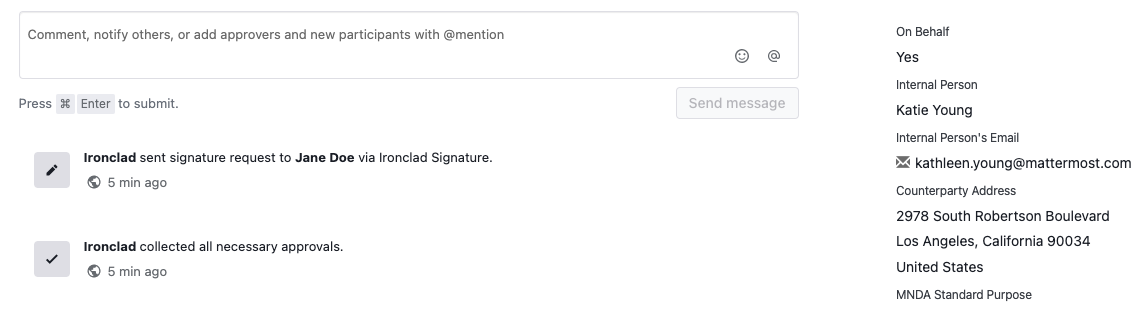 Comment, notify others, or add approvers and new participants with @mention
Press ⌘ Enter to submit.
Send message
Ironclad sent signature request to Jane Doe via Ironclad Signature.
5 min ago
Ironclad collected all necessary approvals.
5 min ago
On Behalf
Yes
Internal Person
Katie Young
Internal Person's Email
kathleen.young@mattermost.com
Counterparty Address
2978 South Robertson Boulevard
Los Angeles, California 90034
United States
MNDA Standard Purpose